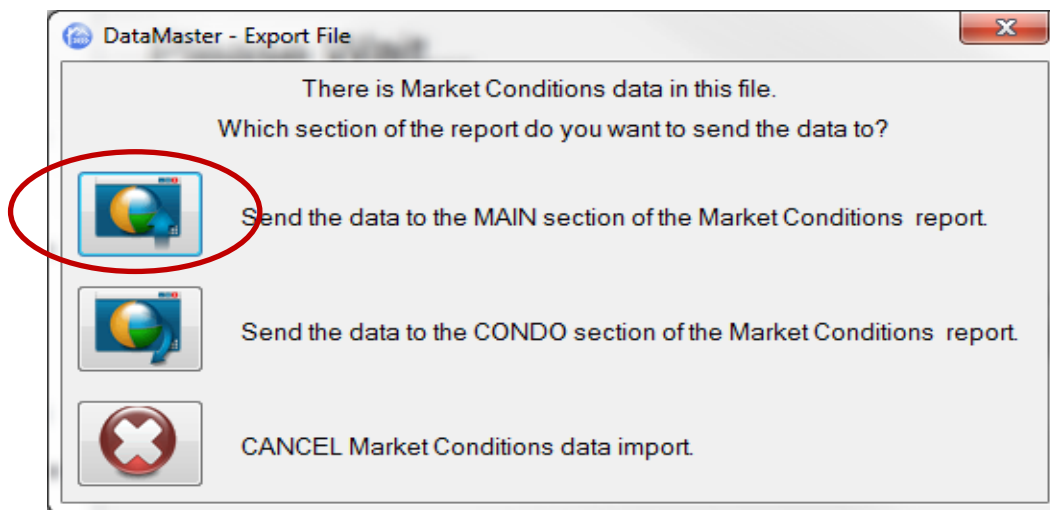 DataMaster - Export File
There is Market Conditions data in this file.
Which section of the report do you want to send the data to?
Send the data to the MAIN section of the Market Conditions report.
Send the data to the CONDO section of the Market Conditions report.
CANCEL Market Conditions data import.